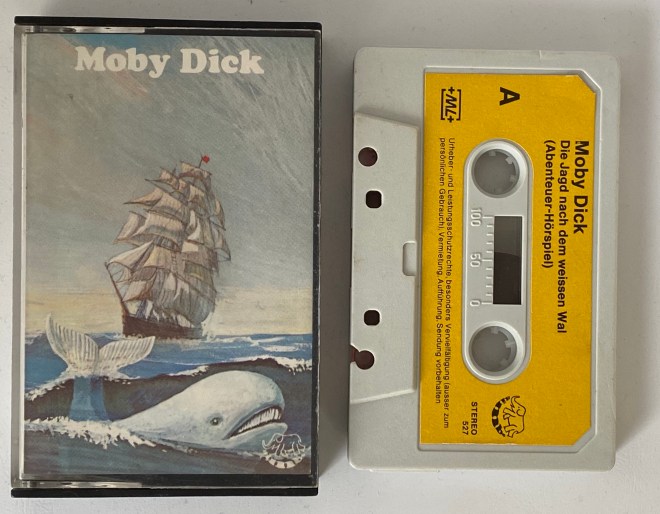 Moby Dick
A
Moby Dick
Die Jagd nach dem weissen Wal
(Abenteuer-Hörspiel)
100 50 0
Urheber- und Leistungsschutzrechte, besonders Vervielfältigung (ausser zum
persönlichen Gebrauch), Vermietung, Aufführung, Sendung vorbehalten
STEREO
527